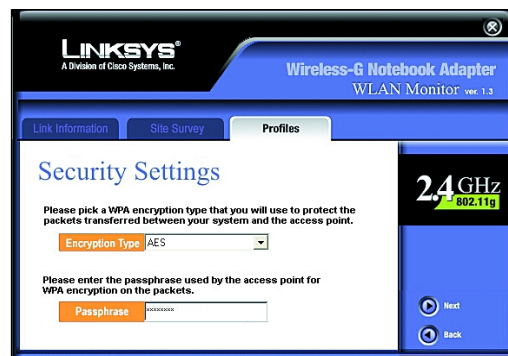 LINKSYS®
A Division of Cisco Systems, Inc.
Wireless-G Notebook Adapter
WLAN Monitor ver. 1.3
Link Information Site Survey Profiles
Security Settings
2.4 GHz
802.11g
Please pick a WPA encryption type that you will use to protect the
packets transferred between your system and the access point.
Encryption Type AES
Please enter the passphrase used by the access point for
WPA encryption on the packets.
Passphrase xxxxxxxx
Next
Back